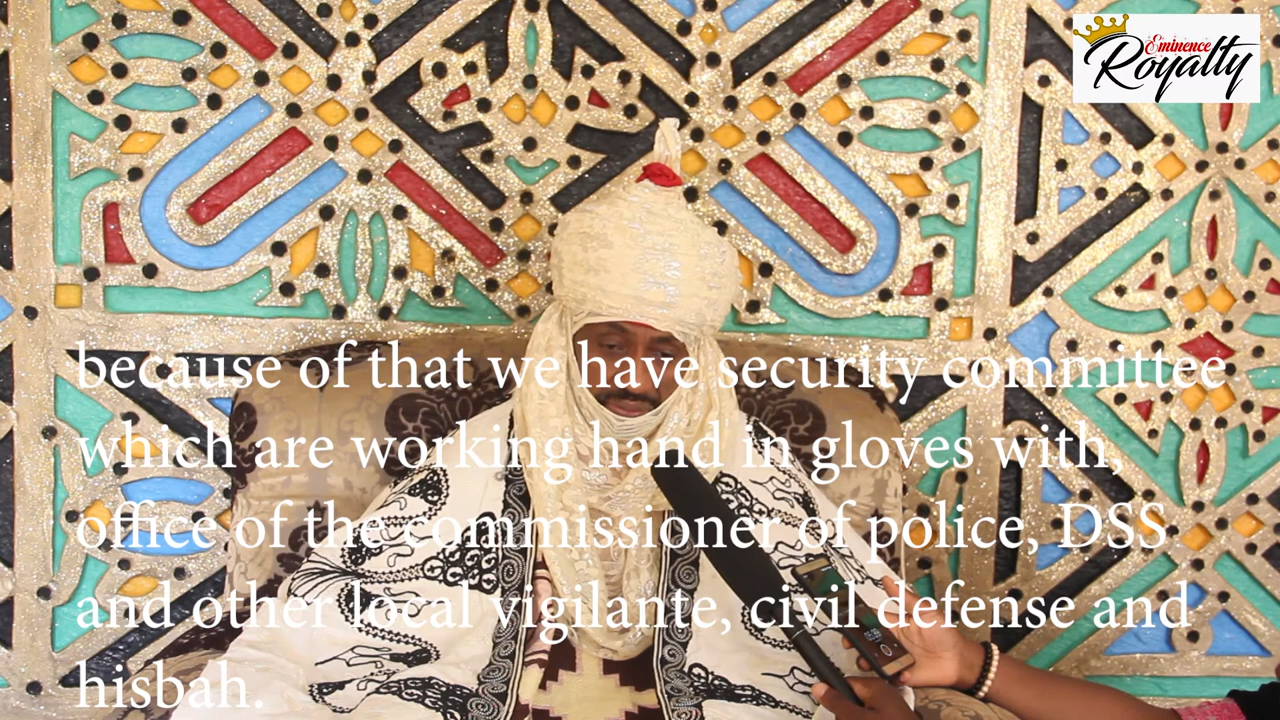 Eminence
Royalty
because of that we have security committee
which are working hand in gloves with,
office of the commissioner of police, DSS
and other local vigilante, civil defense and
hisbah.